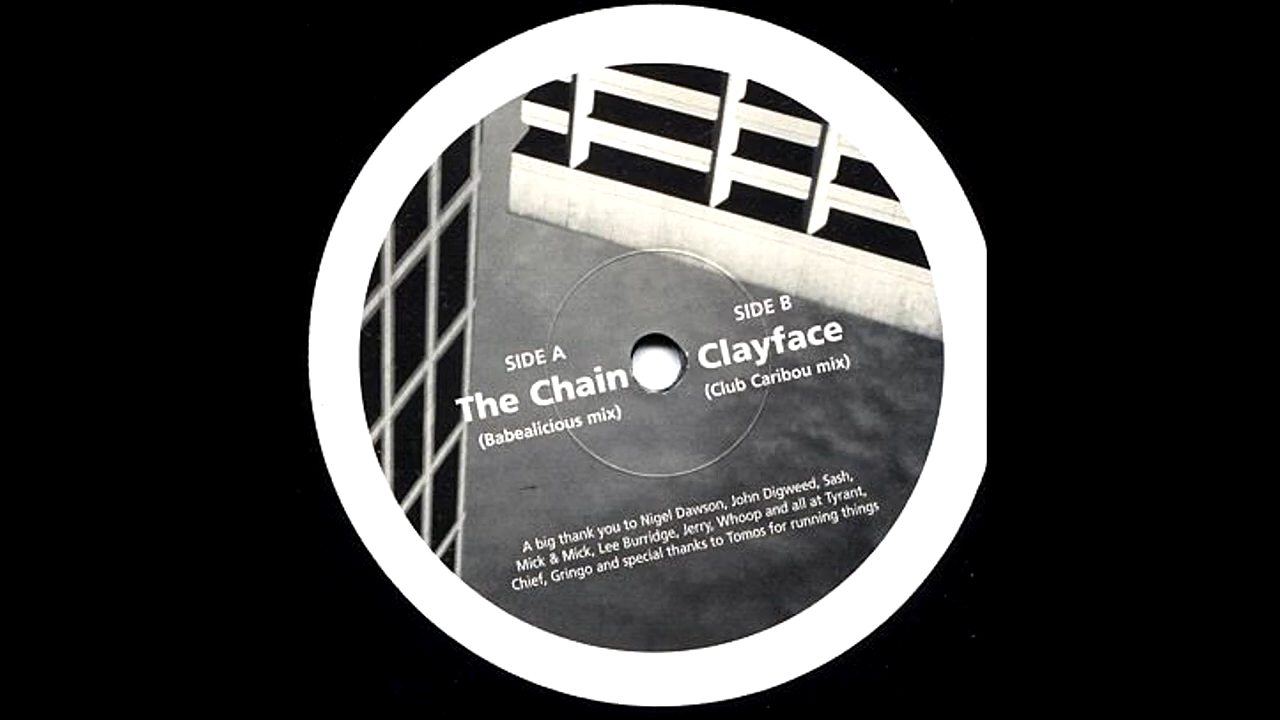 SIDE A
The Chain
(Babealicious mix)
SIDE B
Clayface
(Club Caribou mix)
A big thank you to Nigel Dawson, John Digweed, Sash,
Mick & Mick, Lee Burridge, Jerry, Whoop and all at Tyrant,
Chief, Gringo and special thanks to Tomos for running things